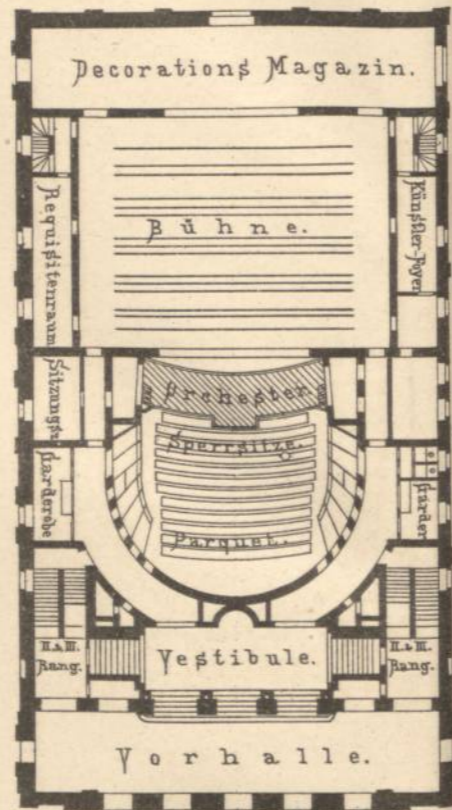 Decorations Magazin.
Requisitenraum
Bühne.
Künstler-Foyer
Sitzungsz
Orchester.
Sperrsitze.
Garderobe
Garder
Parquet.
II. & III.
Rang.
Vestibule.
II. & III.
Rang.
Vorhalle.